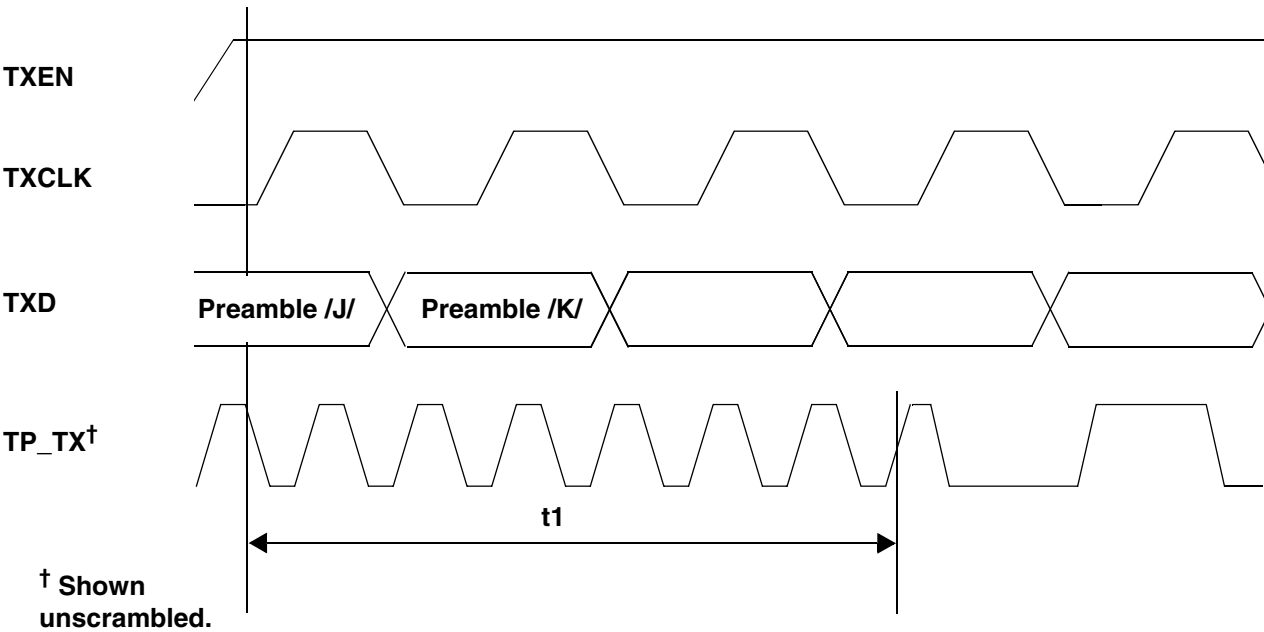 TXEN
TXCLK
TXD
Preamble /J/
Preamble /K/
TP_TX†
t1
† Shown
unscrambled.